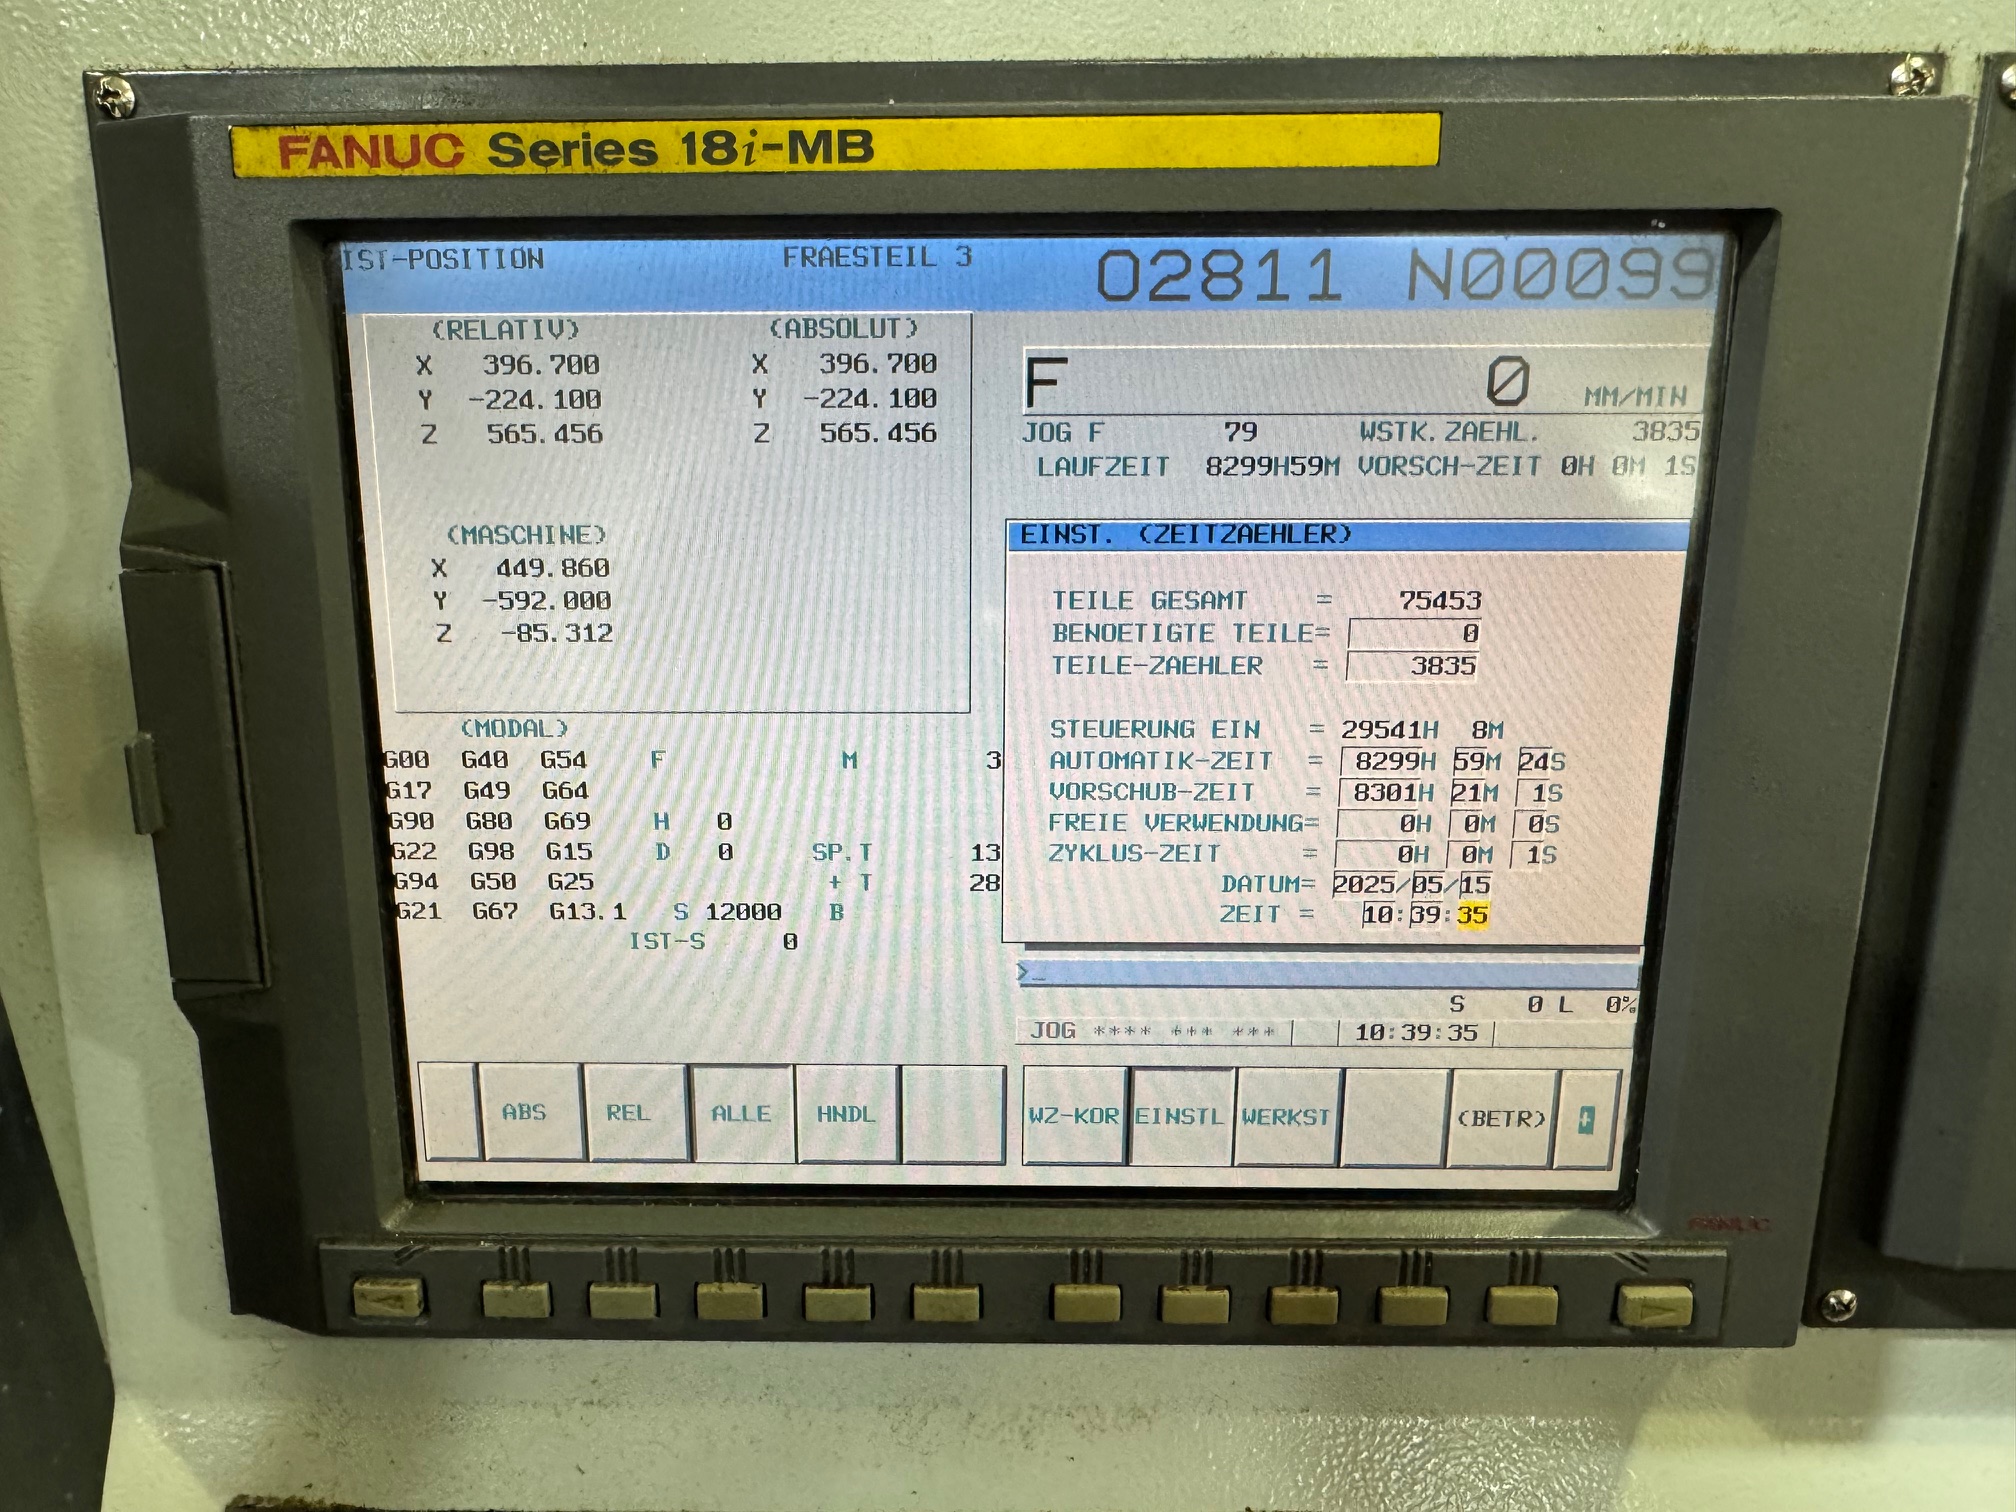 FANUC Series 18i-MB
IST-POSITION FRAESTEIL 3 O2811 N00099
(RELATIV) (ABSOLUT)
X 396.700 X 396.700
Y -224.100 Y -224.100
Z 565.456 Z 565.456
(MASCHINE)
X 449.860
Y -592.000
Z -85.312
(MODAL)
G00 G40 G54 F M 3
G17 G49 G64
G90 G80 G69 H 0
G22 G98 G15 D 0 SP.T 13
G94 G50 G25 + T 28
G21 G67 G13.1 S 12000 B
IST-S 0
F 0 MM/MIN
JOG F 79 WSTK.ZAEHL. 3835
LAUFZEIT 8299H59M VORSCH-ZEIT 0H 0M 1S
EINST. (ZEITZAEHLER)
TEILE GESAMT = 75453
BENOETIGTE TEILE= 0
TEILE-ZAEHLER = 3835
STEUERUNG EIN = 29541H 8M
AUTOMATIK-ZEIT = 8299H 59M 24S
VORSCHUB-ZEIT = 8301H 21M 1S
FREIE VERWENDUNG= 0H 0M 0S
ZYKLUS-ZEIT = 0H 0M 1S
DATUM= 2025/05/15
ZEIT = 10:39:35
>_
S 0 L 0%
JOG **** *** *** 10:39:35
ABS REL ALLE HNDL WZ-KOR EINSTL WERKST (BETR) +
FANUC